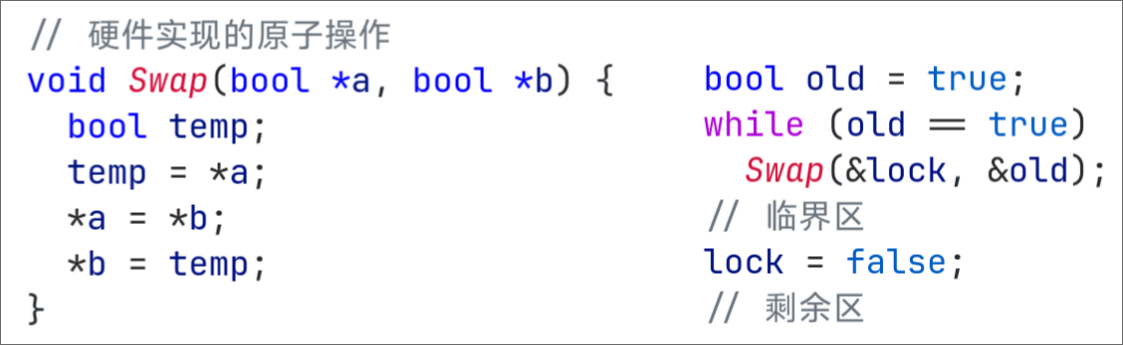 // 硬件实现的原子操作
void Swap(bool *a, bool *b) {
  bool temp;
  temp = *a;
  *a = *b;
  *b = temp;
}
bool old = true;
while (old == true)
  Swap(&lock, &old);
// 临界区
lock = false;
// 剩余区